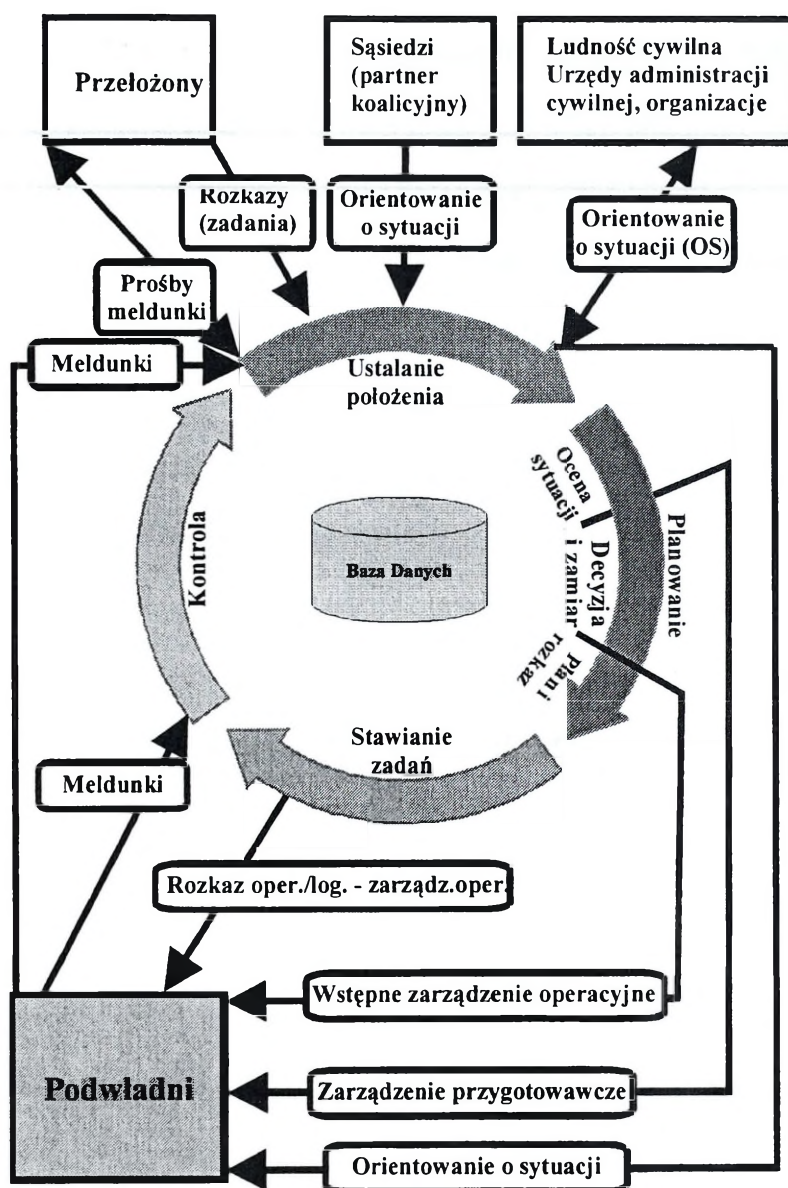 Przełożony
Sąsiedzi
(partner
koalicyjny)
Ludność cywilna
Urzędy administracji
cywilnej, organizacje
Rozkazy
(zadania)
Orientowanie
o sytuacji
Orientowanie
o sytuacji (OS)
Prośby
meldunki
Meldunki
Ustalanie
położenia
Ocena
sytuacji
Planowanie
Decyzja
i zamiar
Plan i
rozkaz
Kontrola
Baza Danych
Stawianie
zadań
Meldunki
Rozkaz oper./log. - zarządz.oper.
Wstępne zarządzenie operacyjne
Podwładni
Zarządzenie przygotowawcze
Orientowanie o sytuacji